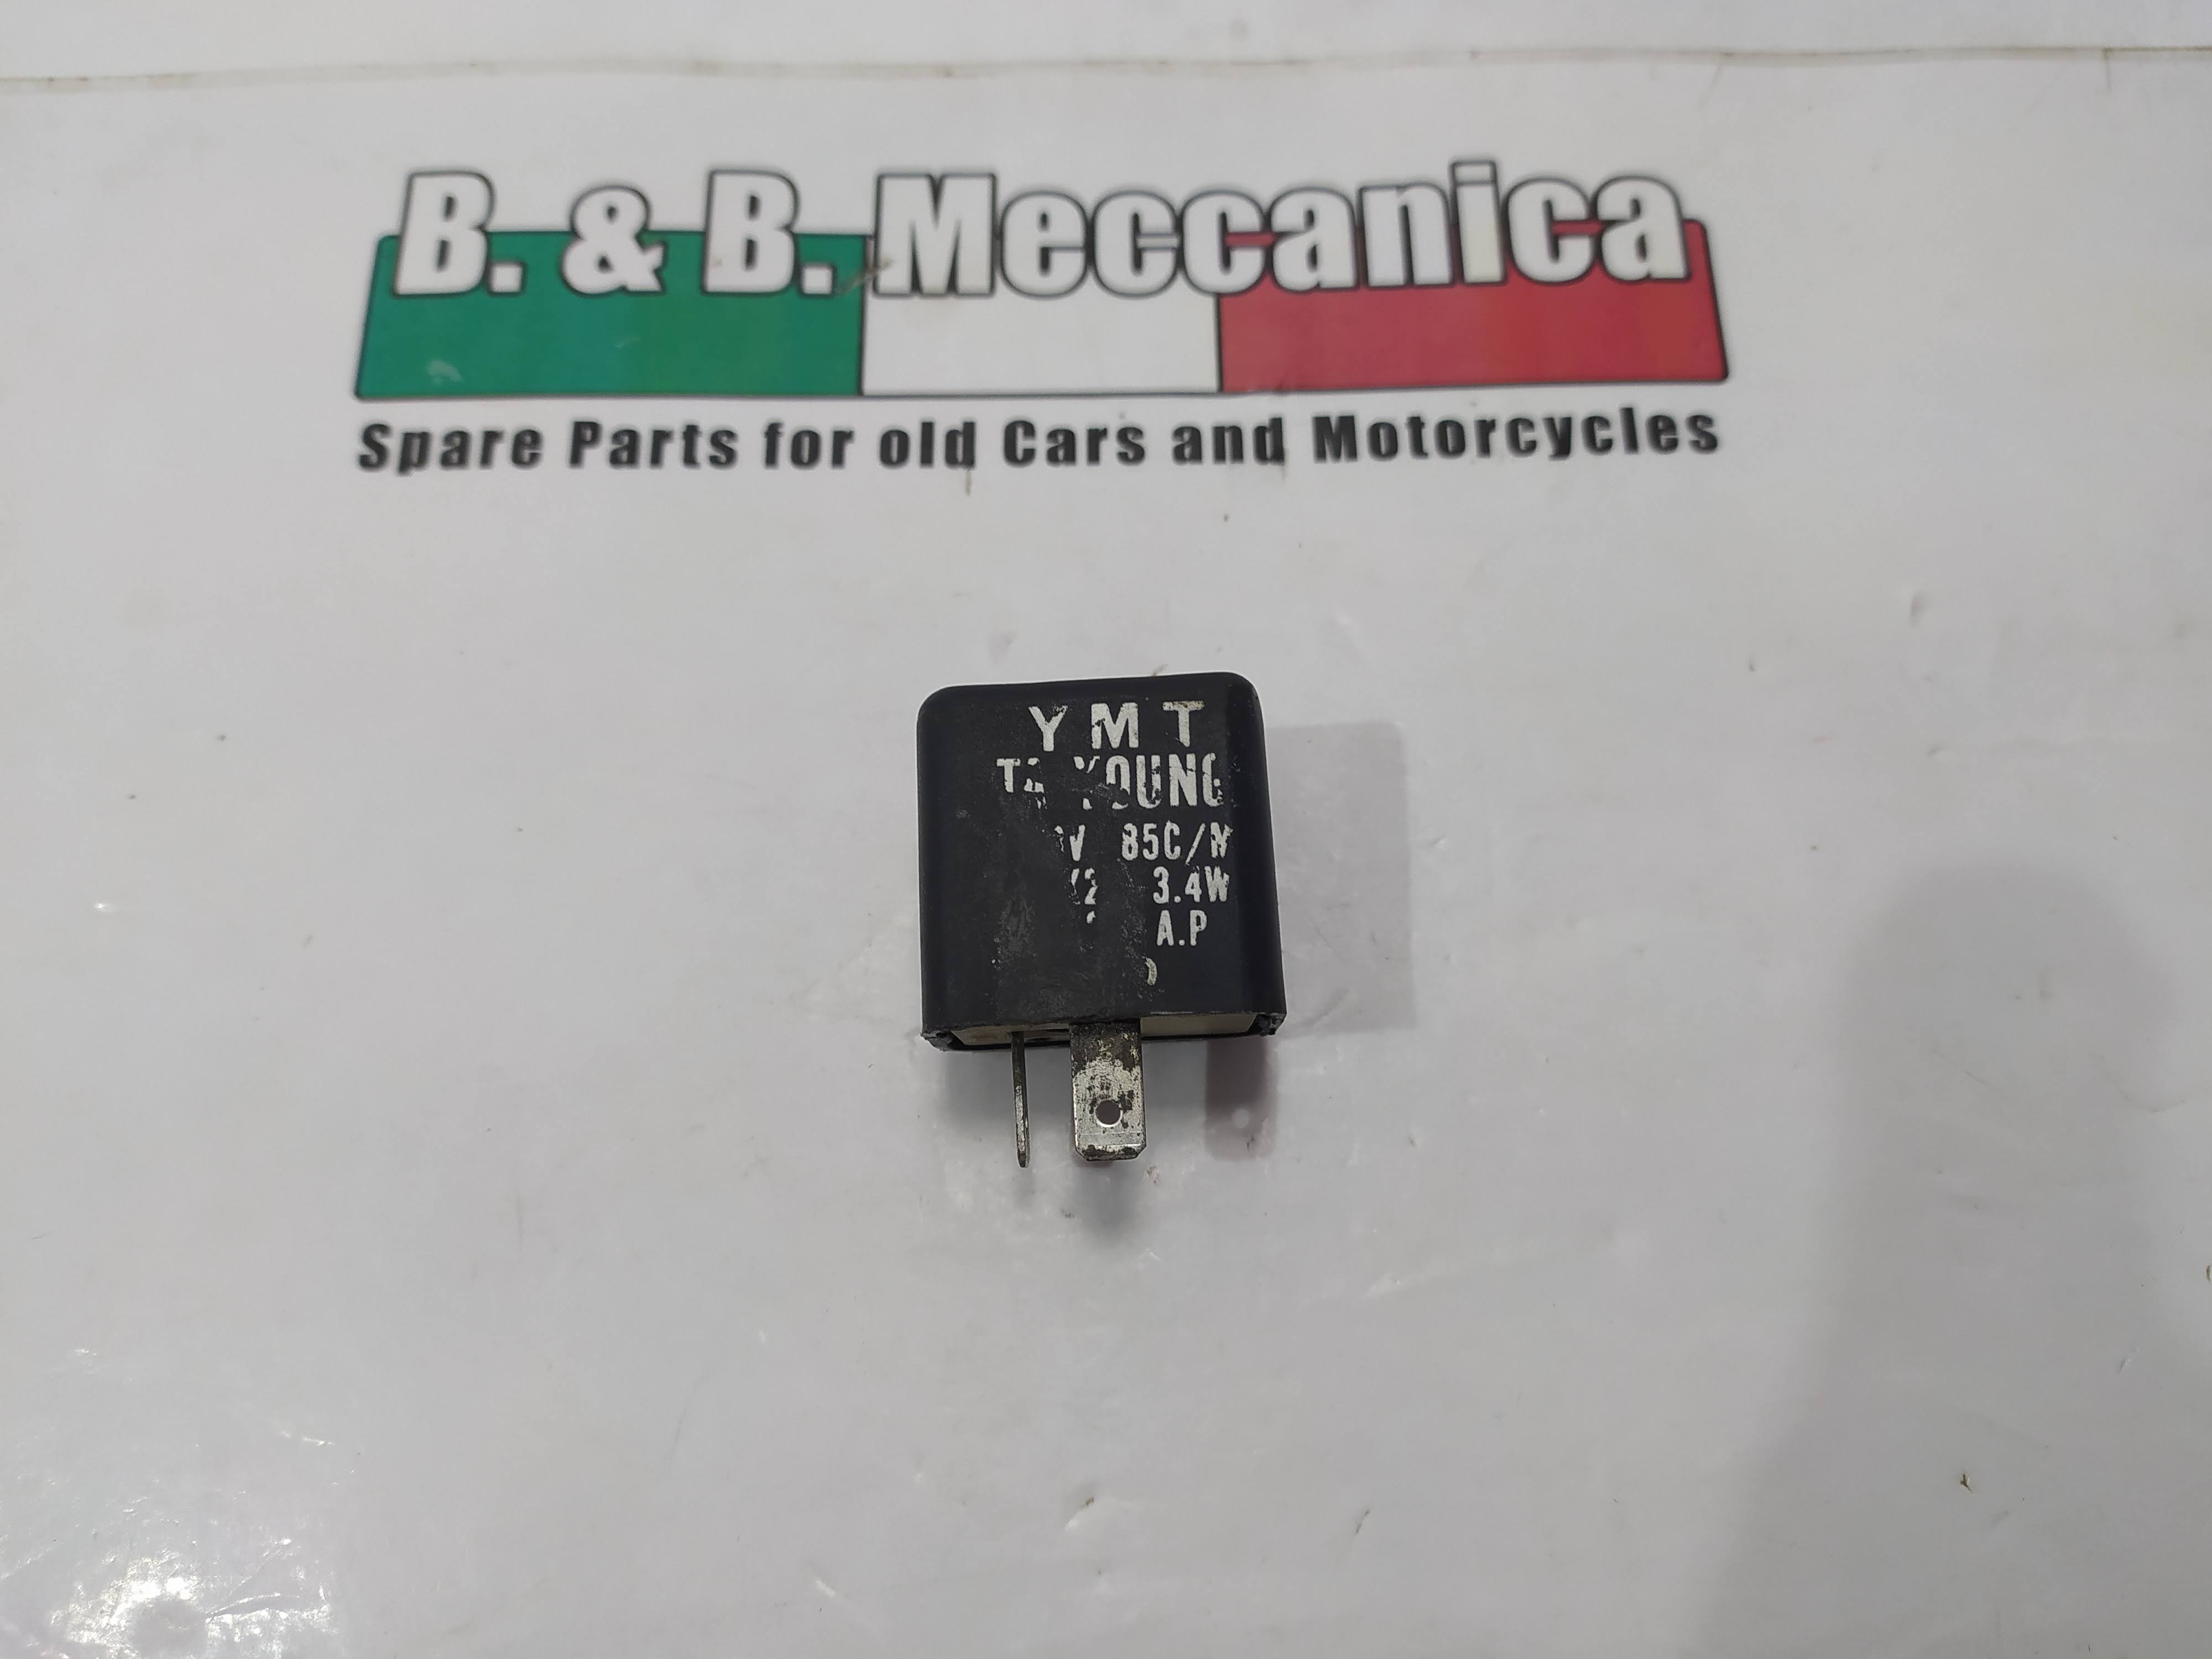 B. & B. Meccanica
Spare Parts for old Cars and Motorcycles
YMT
YOUNG
85C/M
3.4W
A.P